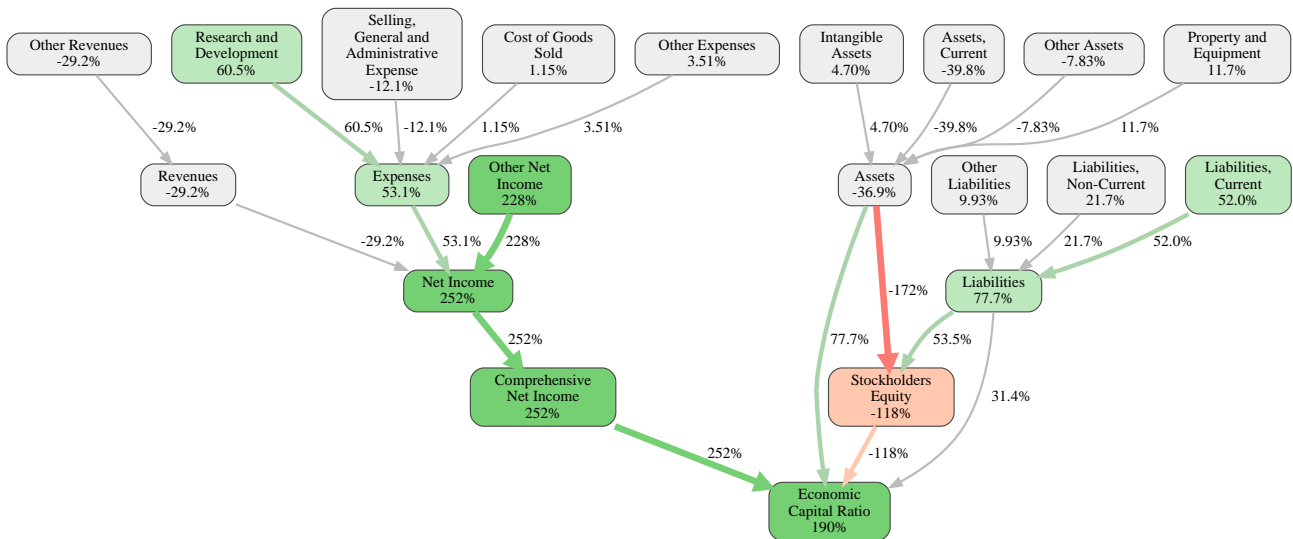 Other Revenues
-29.2%
Research and
Development
60.5%
Selling,
General and
Administrative
Expense
-12.1%
Cost of Goods
Sold
1.15%
Other Expenses
3.51%
Intangible
Assets
4.70%
Assets,
Current
-39.8%
Other Assets
-7.83%
Property and
Equipment
11.7%
-29.2%
60.5%
-12.1%
1.15%
3.51%
4.70%
-39.8%
-7.83%
11.7%
Revenues
-29.2%
Expenses
53.1%
Other Net
Income
228%
Assets
-36.9%
Other
Liabilities
9.93%
Liabilities,
Non-Current
21.7%
Liabilities,
Current
52.0%
-29.2%
53.1%
228%
9.93%
21.7%
52.0%
Net Income
252%
-172%
Liabilities
77.7%
252%
77.7%
53.5%
Comprehensive
Net Income
252%
Stockholders
Equity
-118%
31.4%
252%
-118%
Economic
Capital Ratio
190%